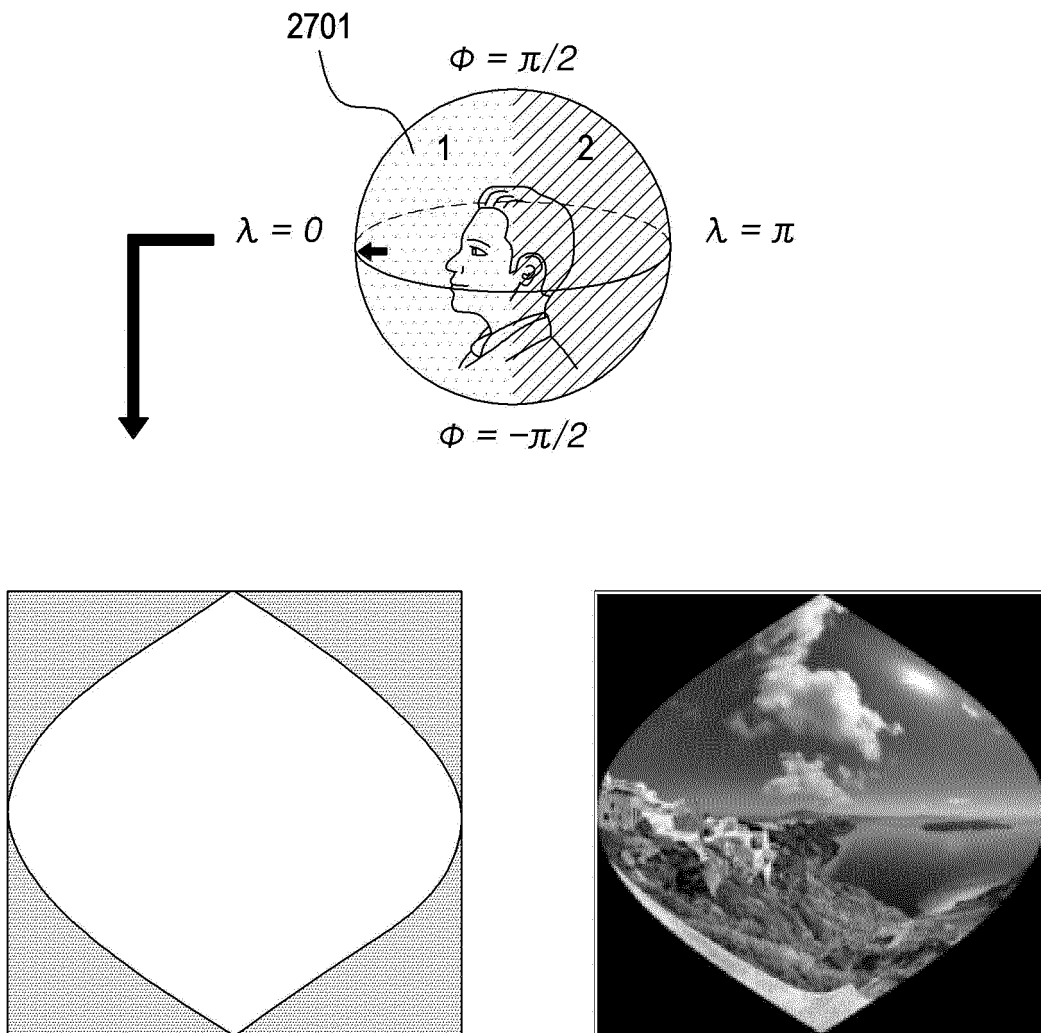 2701
Φ = π/2
1 2
λ = 0
λ = π
Φ = −π/2